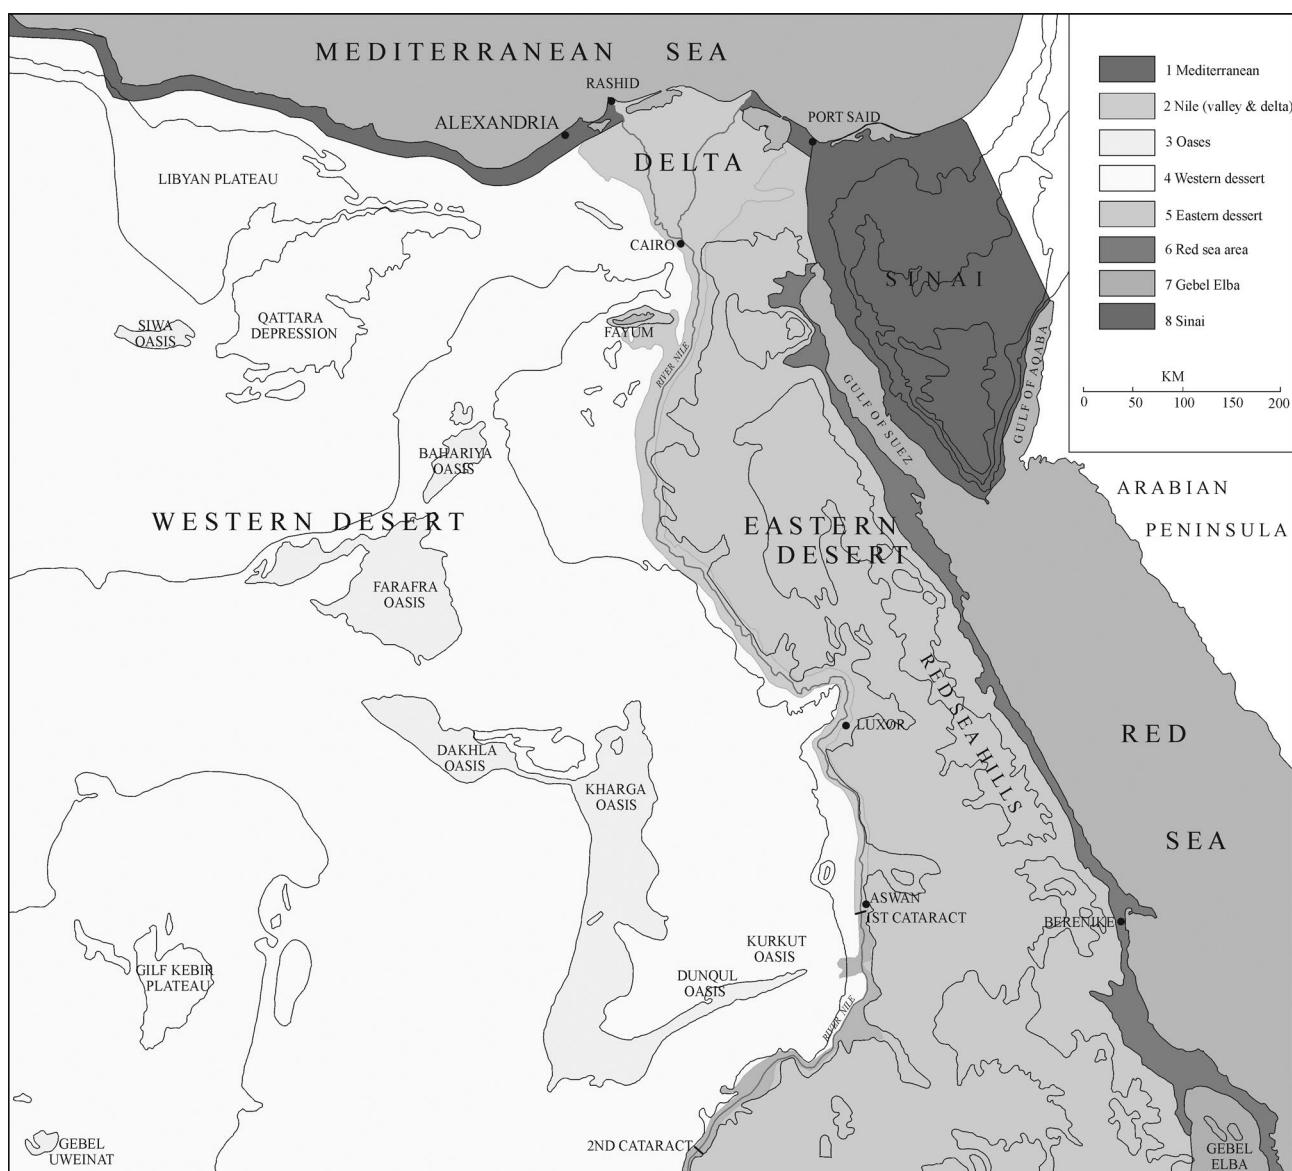 MEDITERRANEAN SEA
RASHID
ALEXANDRIA
PORT SAID
DELTA
LIBYAN PLATEAU
CAIRO
SINAI
SIWA
OASIS
QATTARA
DEPRESSION
FAYUM
RIVER NILE
GULF OF SUEZ
GULF OF AQABA
BAHARIYA
OASIS
WESTERN DESERT
EASTERN
DESERT
ARABIAN
PENINSULA
FARAFRA
OASIS
RED SEA HILLS
LUXOR
RED
SEA
DAKHLA
OASIS
KHARGA
OASIS
ASWAN
1ST CATARACT
BERENIKE
KURKUT
OASIS
DUNQUL
OASIS
GILF KEBIR
PLATEAU
RIVER NILE
2ND CATARACT
GEBEL
UWEINAT
GEBEL
ELBA
1 Mediterranean
2 Nile (valley & delta)
3 Oases
4 Western dessert
5 Eastern dessert
6 Red sea area
7 Gebel Elba
8 Sinai
KM
0 50 100 150 200